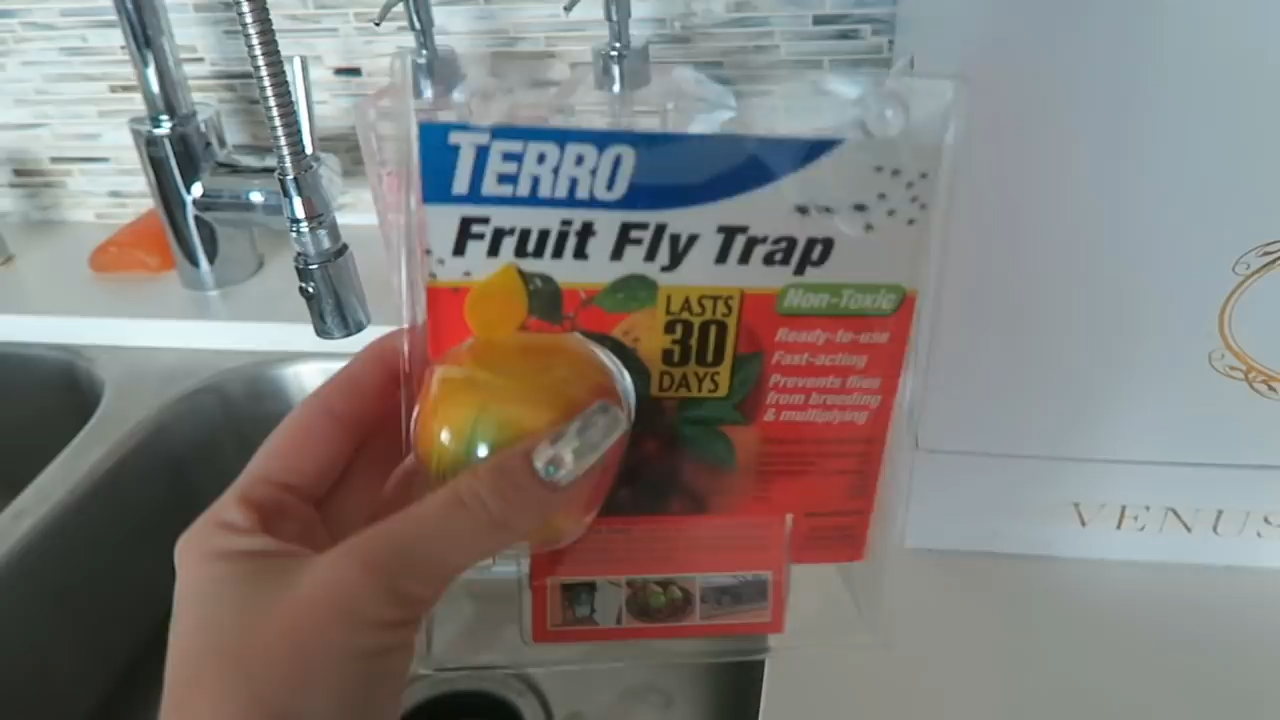 TERRO
Fruit Fly Trap
LASTS
30
DAYS
Non-Toxic
Ready-to-use
Fast-acting
Prevents flies
from breeding
& multiplying
VENUS